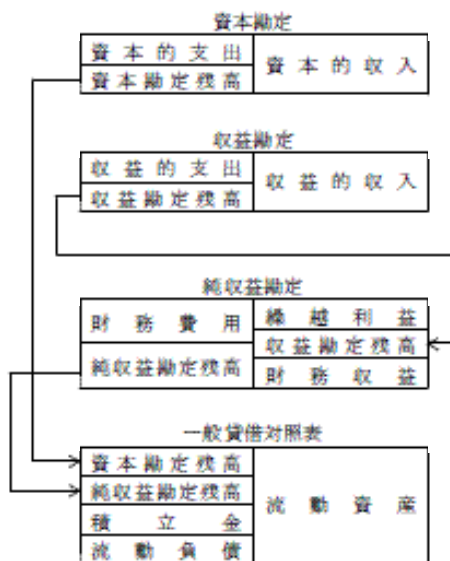 資本勘定
資本的支出
資本勘定残高
資本的収入
収益勘定
収益的支出
収益勘定残高
収益的収入
純収益勘定
財務費用
純収益勘定残高
繰越利益
収益勘定残高
財務収益
一般貸借対照表
資本勘定残高
純収益勘定残高
積立金
流動負債
流動資産